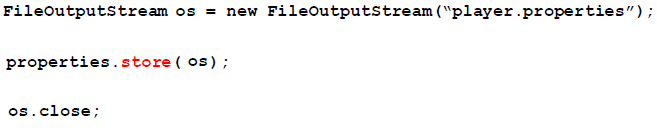 FileOutputStream os = new FileOutputStream(“player.properties”);
properties.store( os);
os.close;